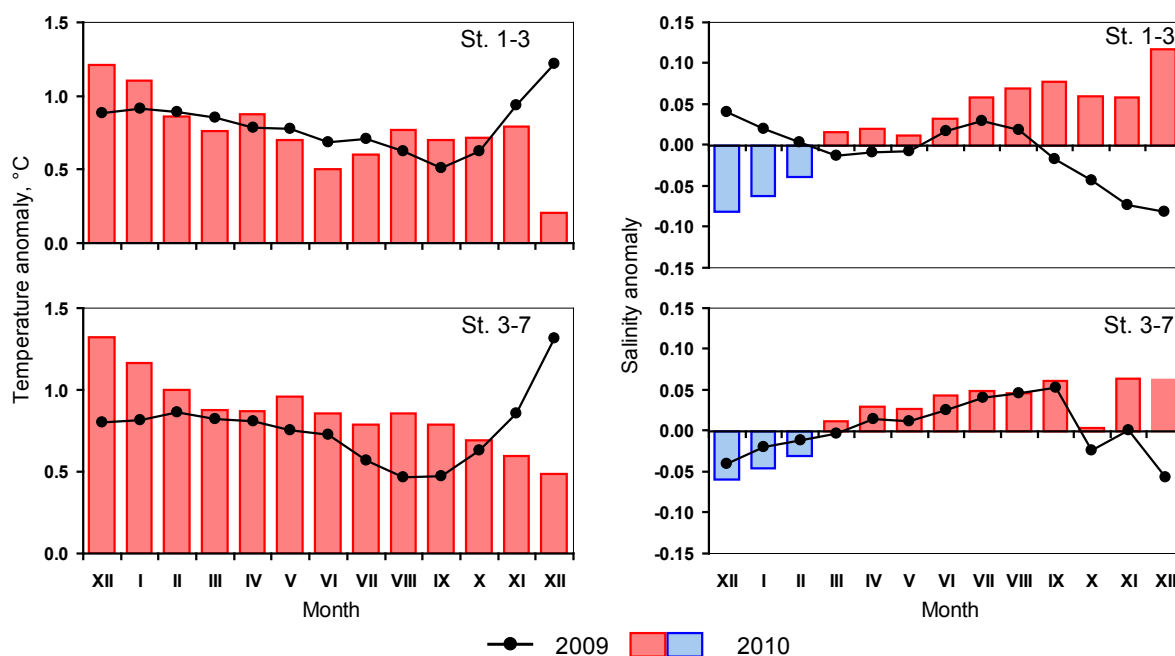 Temperature anomaly, °C
1.5
1.0
0.5
0.0
St. 1-3
1.5
1.0
0.5
0.0
St. 3-7
XII I II III IV V VI VII VIII IX X XI XII
Month
Salinity anomaly
0.15
0.10
0.05
0.00
-0.05
-0.10
-0.15
St. 1-3
0.15
0.10
0.05
0.00
-0.05
-0.10
-0.15
St. 3-7
XII I II III IV V VI VII VIII IX X XI XII
Month
2009 2010